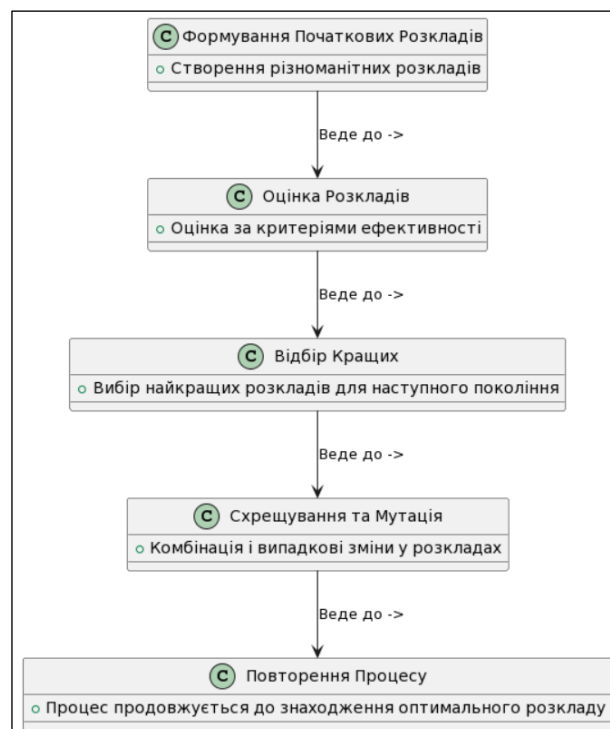 C Формування Початкових Розкладів
Створення різноманітних розкладів
Веде до ->
C Оцінка Розкладів
Оцінка за критеріями ефективності
Веде до ->
C Відбір Кращих
Вибір найкращих розкладів для наступного покоління
Веде до ->
C Схрещування та Мутація
Комбінація і випадкові зміни у розкладах
Веде до ->
C Повторення Процесу
Процес продовжується до знаходження оптимального розкладу